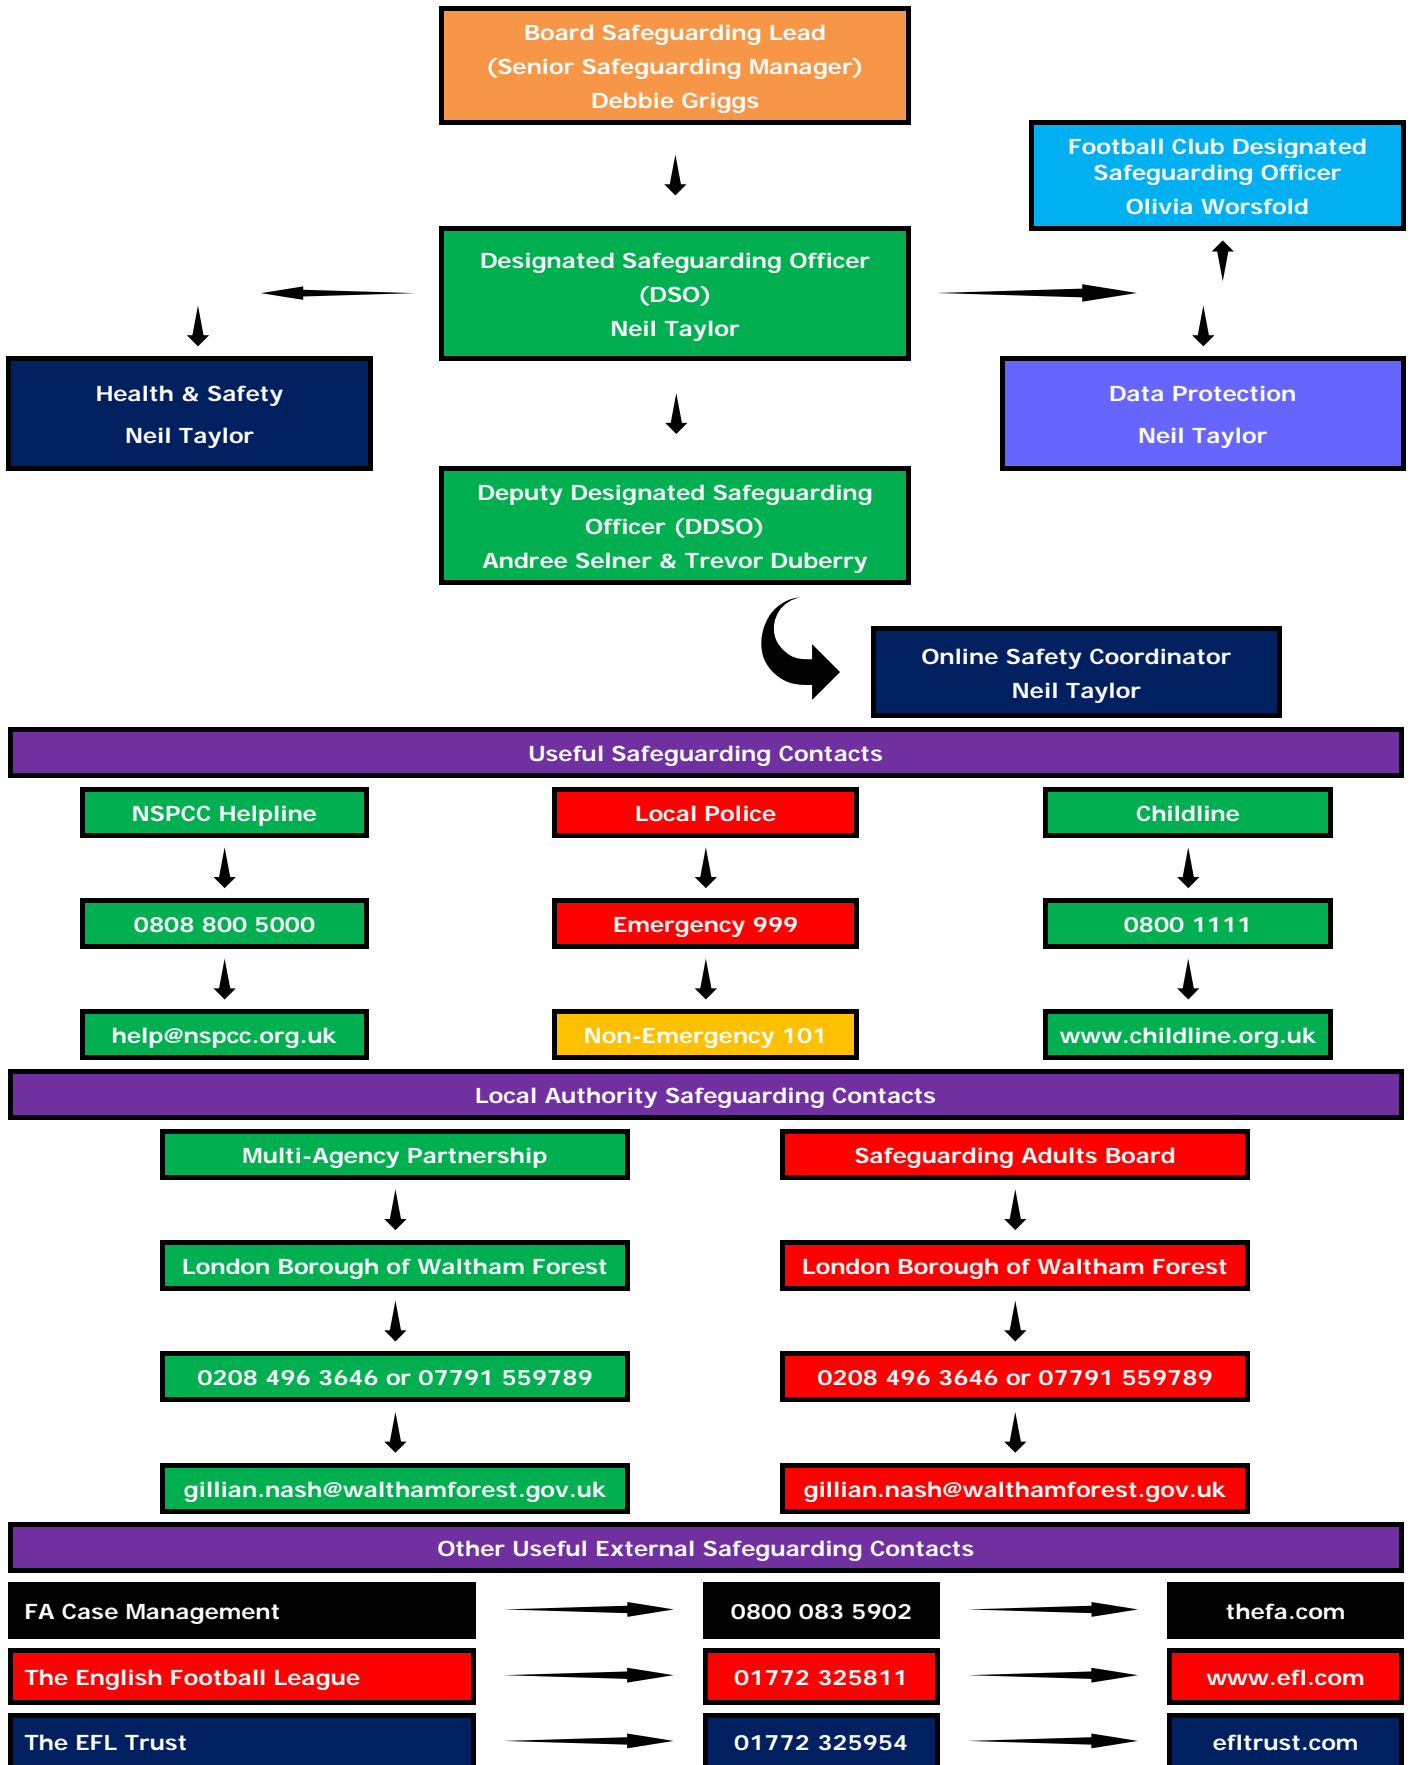 Board Safeguarding Lead
(Senior Safeguarding Manager)
Debbie Griggs
Football Club Designated
Safeguarding Officer
Olivia Worsfold
Designated Safeguarding Officer
(DSO)
Neil Taylor
Health & Safety
Neil Taylor
Data Protection
Neil Taylor
Deputy Designated Safeguarding
Officer (DDSO)
Andree Selner & Trevor Duberry
Online Safety Coordinator
Neil Taylor
Useful Safeguarding Contacts
NSPCC Helpline
Local Police
Childline
0808 800 5000
Emergency 999
0800 1111
help@nspcc.org.uk
Non-Emergency 101
www.childline.org.uk
Local Authority Safeguarding Contacts
Multi-Agency Partnership
Safeguarding Adults Board
London Borough of Waltham Forest
London Borough of Waltham Forest
0208 496 3646 or 07791 559789
0208 496 3646 or 07791 559789
gillian.nash@walthamforest.gov.uk
gillian.nash@walthamforest.gov.uk
Other Useful External Safeguarding Contacts
FA Case Management
0800 083 5902
thefa.com
The English Football League
01772 325811
www.efl.com
The EFL Trust
01772 325954
efltrust.com